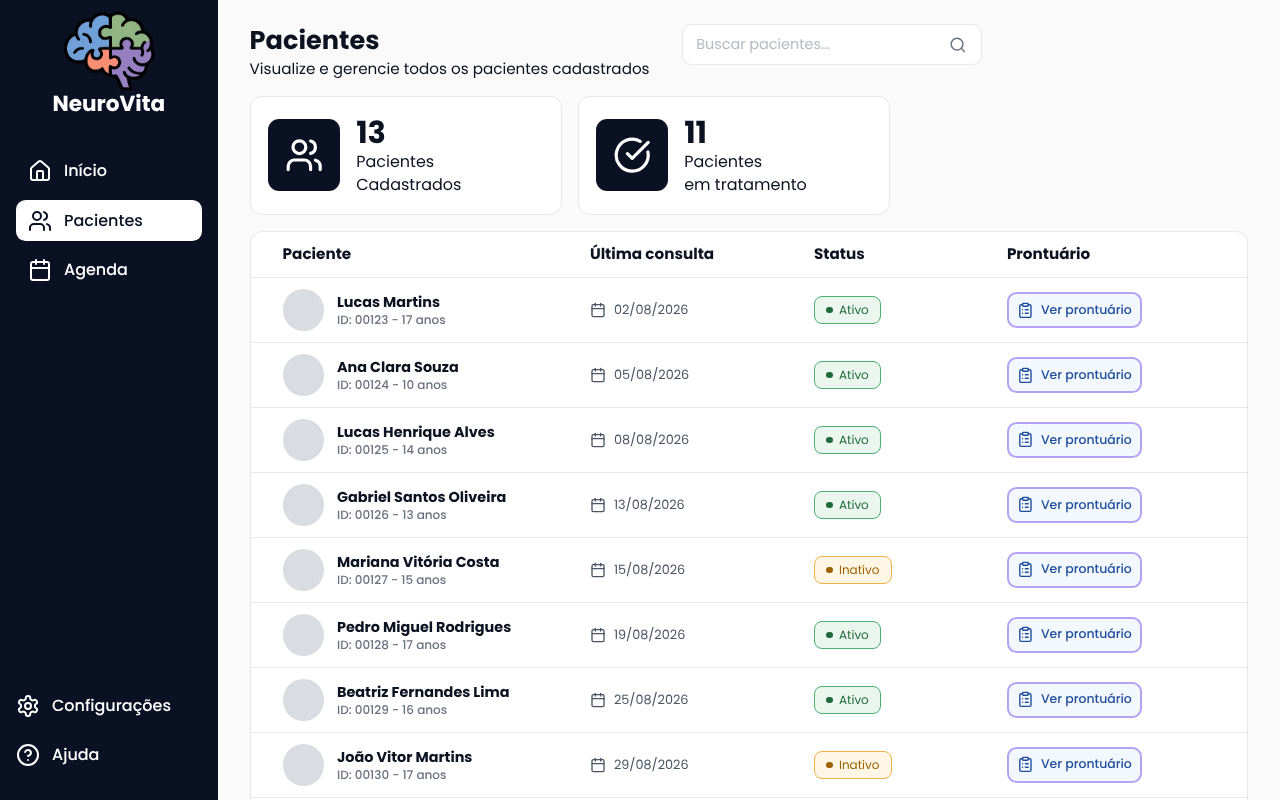 NeuroVita
Início
Pacientes
Agenda
Configurações
Ajuda
Pacientes
Visualize e gerencie todos os pacientes cadastrados
Buscar pacientes...
13
Pacientes
Cadastrados
11
Pacientes
em tratamento
Paciente Última consulta Status Prontuário
Lucas Martins
ID: 00123 - 17 anos
02/08/2026
Ativo
Ver prontuário
Ana Clara Souza
ID: 00124 - 10 anos
05/08/2026
Ativo
Ver prontuário
Lucas Henrique Alves
ID: 00125 - 14 anos
08/08/2026
Ativo
Ver prontuário
Gabriel Santos Oliveira
ID: 00126 - 13 anos
13/08/2026
Ativo
Ver prontuário
Mariana Vitória Costa
ID: 00127 - 15 anos
15/08/2026
Inativo
Ver prontuário
Pedro Miguel Rodrigues
ID: 00128 - 17 anos
19/08/2026
Ativo
Ver prontuário
Beatriz Fernandes Lima
ID: 00129 - 16 anos
25/08/2026
Ativo
Ver prontuário
João Vitor Martins
ID: 00130 - 17 anos
29/08/2026
Inativo
Ver prontuário